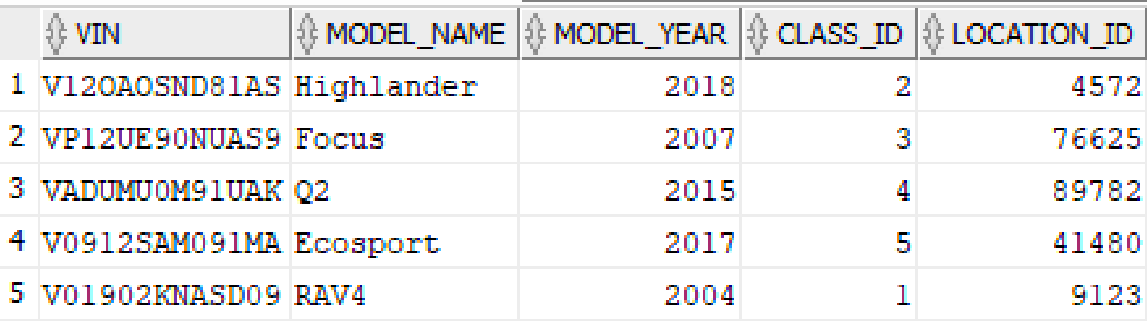 VIN MODEL_NAME MODEL_YEAR CLASS_ID LOCATION_ID
1 V12OAOSND81AS Highlander 2018 2 4572
2 VP12UE90NUAS9 Focus 2007 3 76625
3 VADUMU0M91UAK Q2 2015 4 89782
4 V0912SAM091MA Ecosport 2017 5 41480
5 V01902KNASD09 RAV4 2004 1 9123